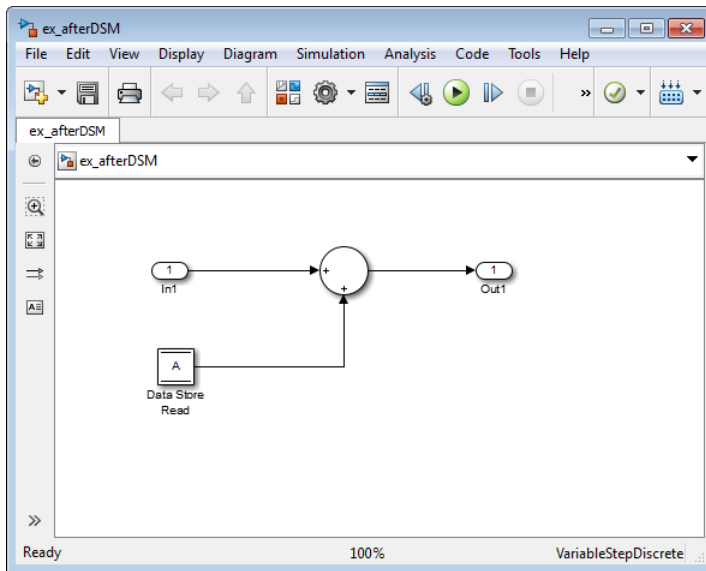 ex_afterDSM
File Edit View Display Diagram Simulation Analysis Code Tools Help
»
ex_afterDSM
ex_afterDSM
1
In1
+
+
1
Out1
A
Data Store
Read
»
Ready 100% VariableStepDiscrete